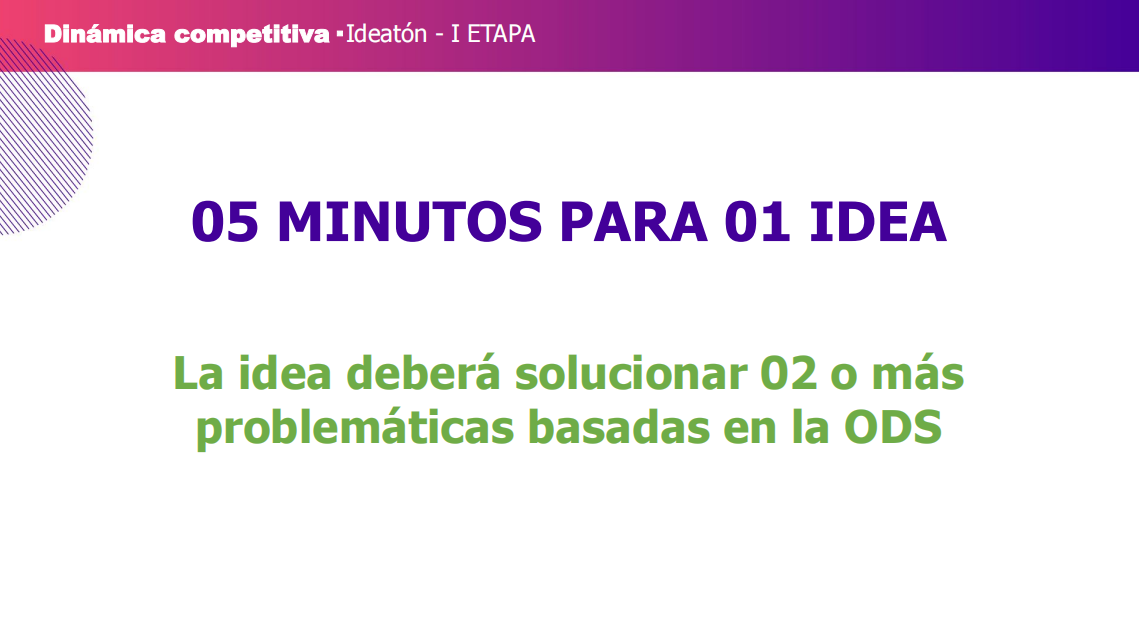 Dinámica competitiva ▪Ideatón - I ETAPA
05 MINUTOS PARA 01 IDEA
La idea deberá solucionar 02 o más
problemáticas basadas en la ODS